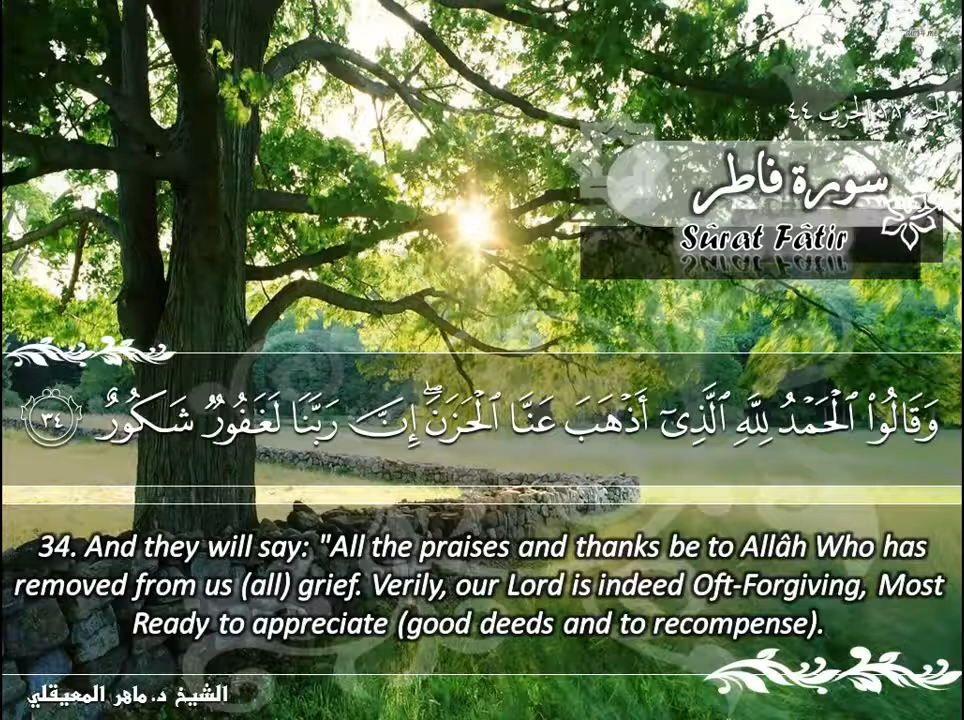 الحزب ٤٤
سورة فاطر
Sûrat Fâtir
وَقَالُوا۟ ٱلْحَمْدُ لِلَّهِ ٱلَّذِىٓ أَذْهَبَ عَنَّا ٱلْحَزَنَ ۖ إِنَّ رَبَّنَا لَغَفُورٌ شَكُورٌ ٣٤
34. And they will say: "All the praises and thanks be to Allâh Who has
removed from us (all) grief. Verily, our Lord is indeed Oft-Forgiving, Most
Ready to appreciate (good deeds and to recompense).
الشيخ د. ماهر المعيقلي